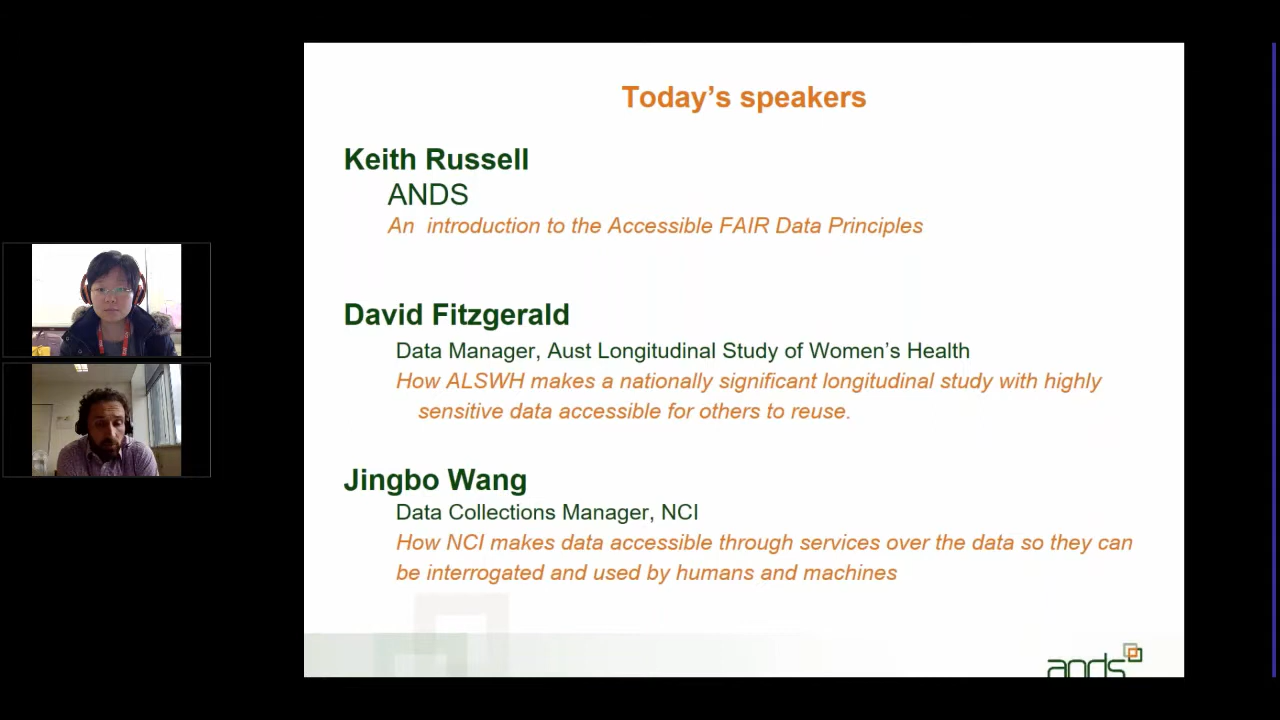 Today's speakers
Keith Russell
ANDS
An introduction to the Accessible FAIR Data Principles
David Fitzgerald
Data Manager, Aust Longitudinal Study of Women's Health
How ALSWH makes a nationally significant longitudinal study with highly
sensitive data accessible for others to reuse.
Jingbo Wang
Data Collections Manager, NCI
How NCI makes data accessible through services over the data so they can
be interrogated and used by humans and machines
ands